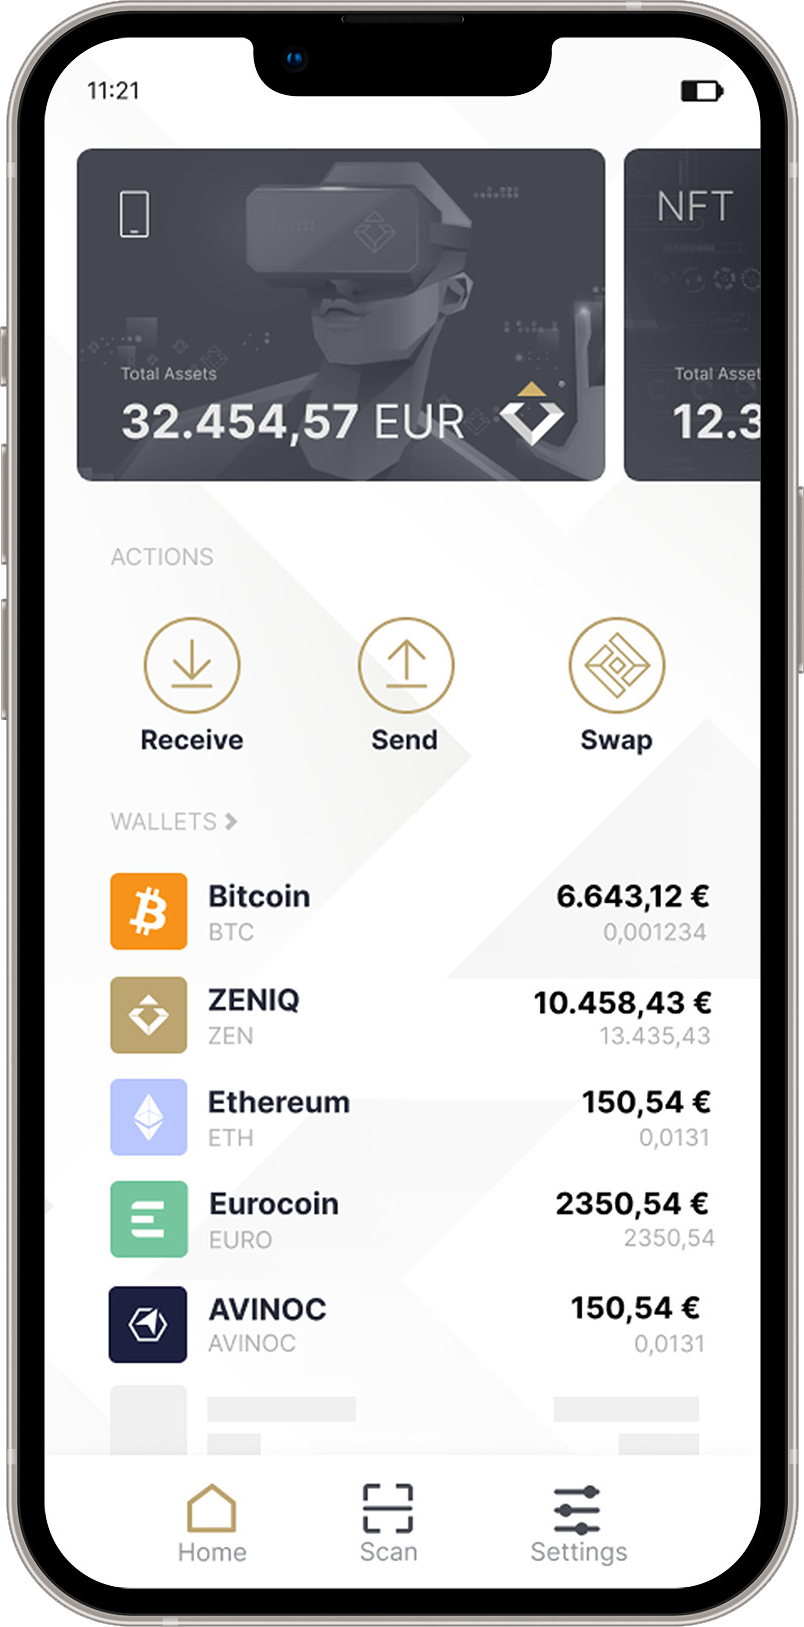 11:21
NFT
Total Assets
32.454,57 EUR
Total Asset
12.3
ACTIONS
Receive
Send
Swap
WALLETS
Bitcoin
6.643,12 €
BTC
0,001234
ZENIQ
10.458,43 €
ZEN
13.435,43
Ethereum
150,54 €
ETH
0,0131
Eurocoin
2350,54 €
EURO
2350,54
AVINOC
150,54 €
AVINOC
0,0131
Home
Scan
Settings